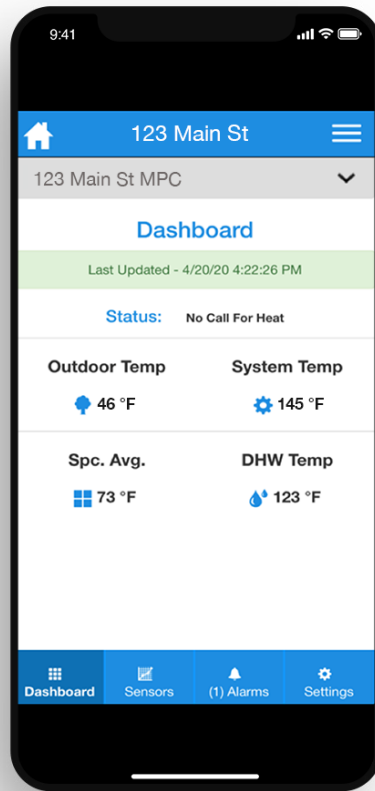 9:41
123 Main St
123 Main St MPC
Dashboard
Last Updated - 4/20/20 4:22:26 PM
Status: No Call For Heat
Outdoor Temp System Temp
46 °F 145 °F
Spc. Avg. DHW Temp
73 °F 123 °F
Dashboard Sensors (1) Alarms Settings